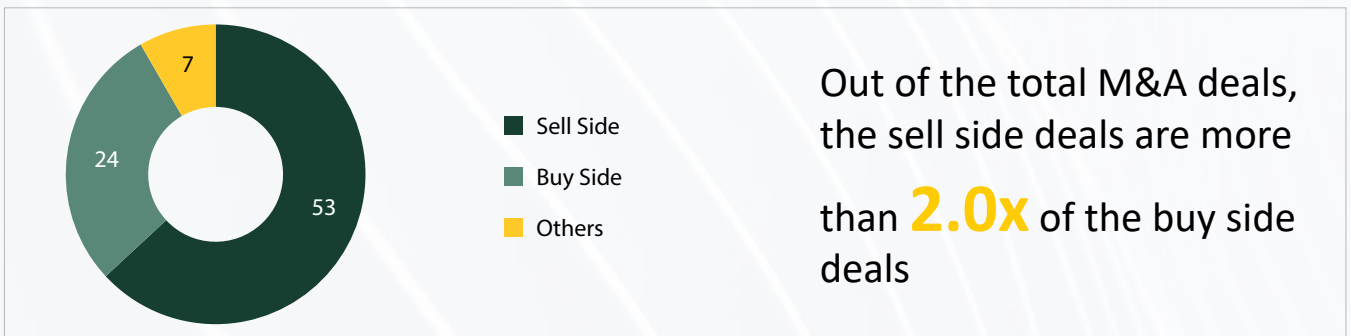 7
24
53
Sell Side
Buy Side
Others
Out of the total M&A deals,
the sell side deals are more
than 2.0x of the buy side
deals